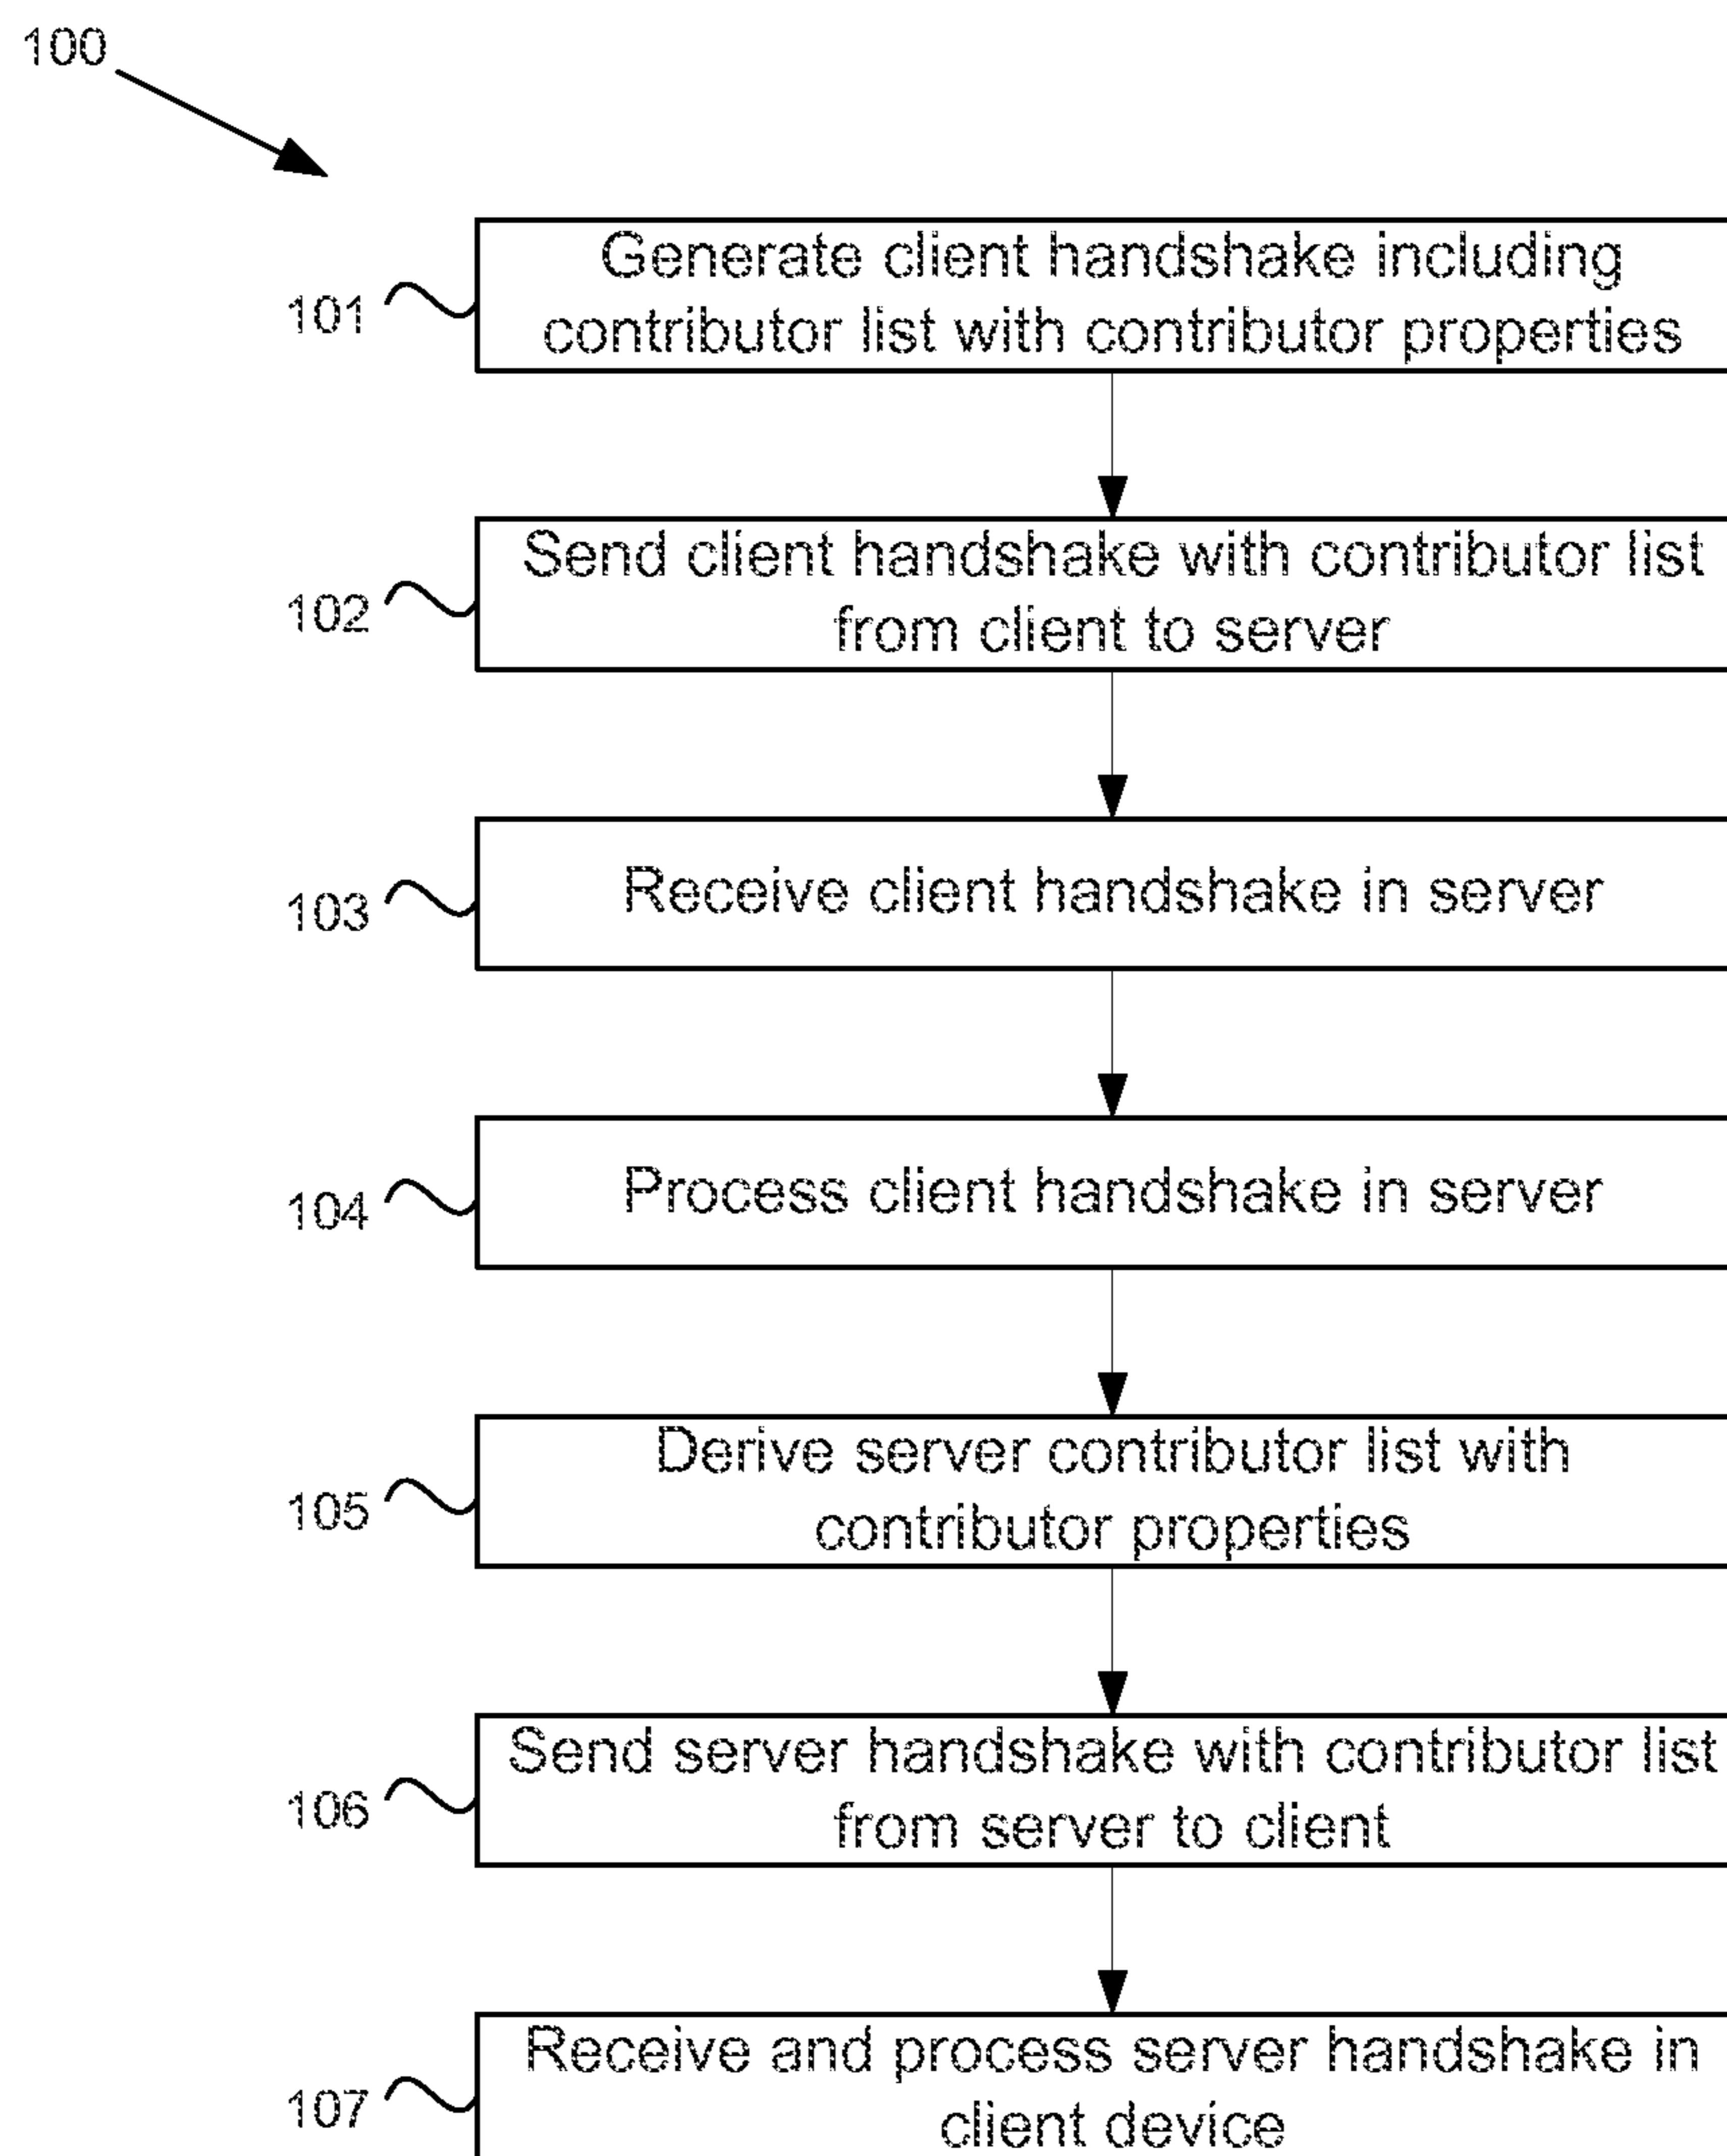 100
101
Generate client handshake including
contributor list with contributor properties
102
Send client handshake with contributor list
from client to server
103
Receive client handshake in server
104
Process client handshake in server
105
Derive server contributor list with
contributor properties
106
Send server handshake with contributor list
from server to client
107
Receive and process server handshake in
client device